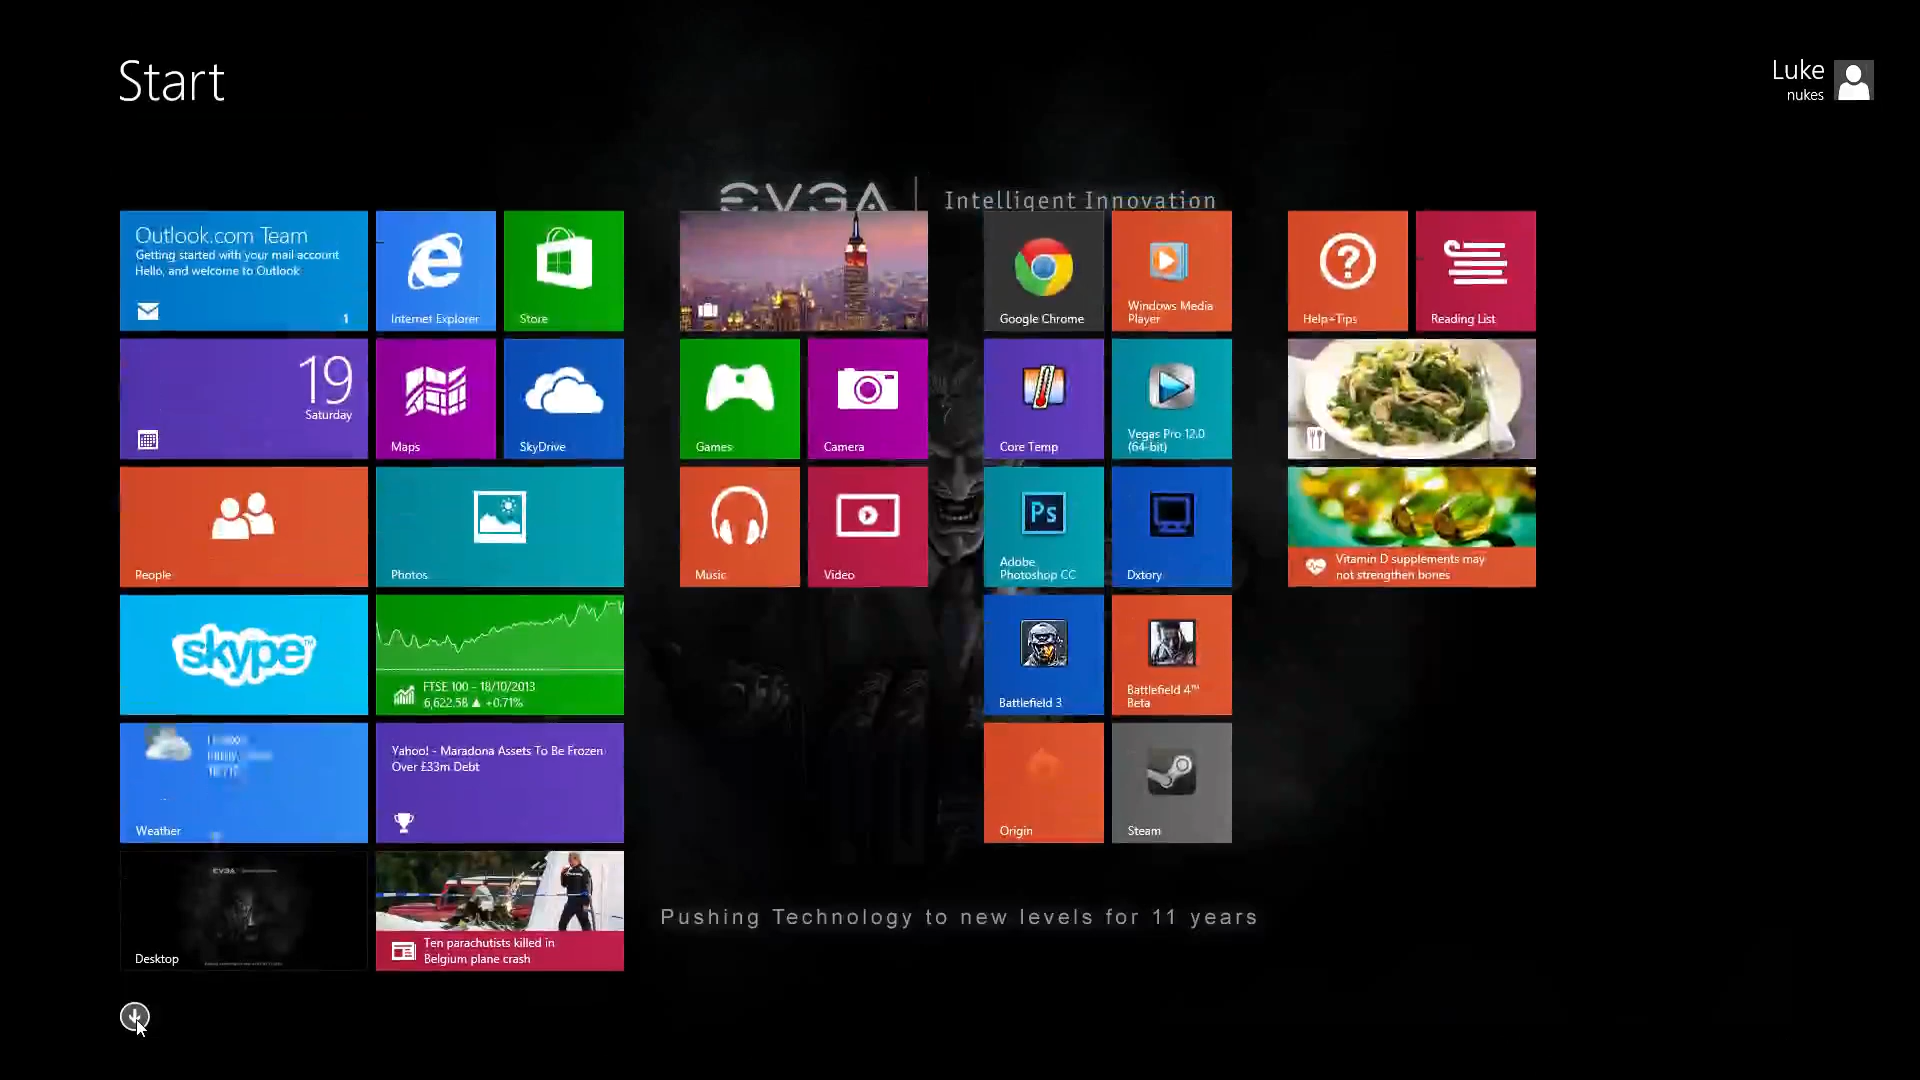 Start
Luke
nukes
EVGA
Intelligent Innovation
Outlook.com Team
Getting started with your mail account
Hello, and welcome to Outlook
1
Internet Explorer
Store
19
Saturday
Maps
SkyDrive
People
Photos
skype™
FTSE 100 - 18/10/2013
6,622.58 ▲ +0.71%
Weather
Yahoo! - Maradona Assets To Be Frozen
Over £33m Debt
EVGA
Desktop
Ten parachutists killed in
Belgium plane crash
Games
Camera
Music
Video
Google Chrome
Windows Media
Player
Core Temp
Vegas Pro 12.0
(64-bit)
Ps
Adobe
Photoshop CC
Dxtory
Battlefield 3
Battlefield 4™
Beta
Origin
Steam
Help+Tips
Reading List
Vitamin D supplements may
not strengthen bones
Pushing Technology to new levels for 11 years